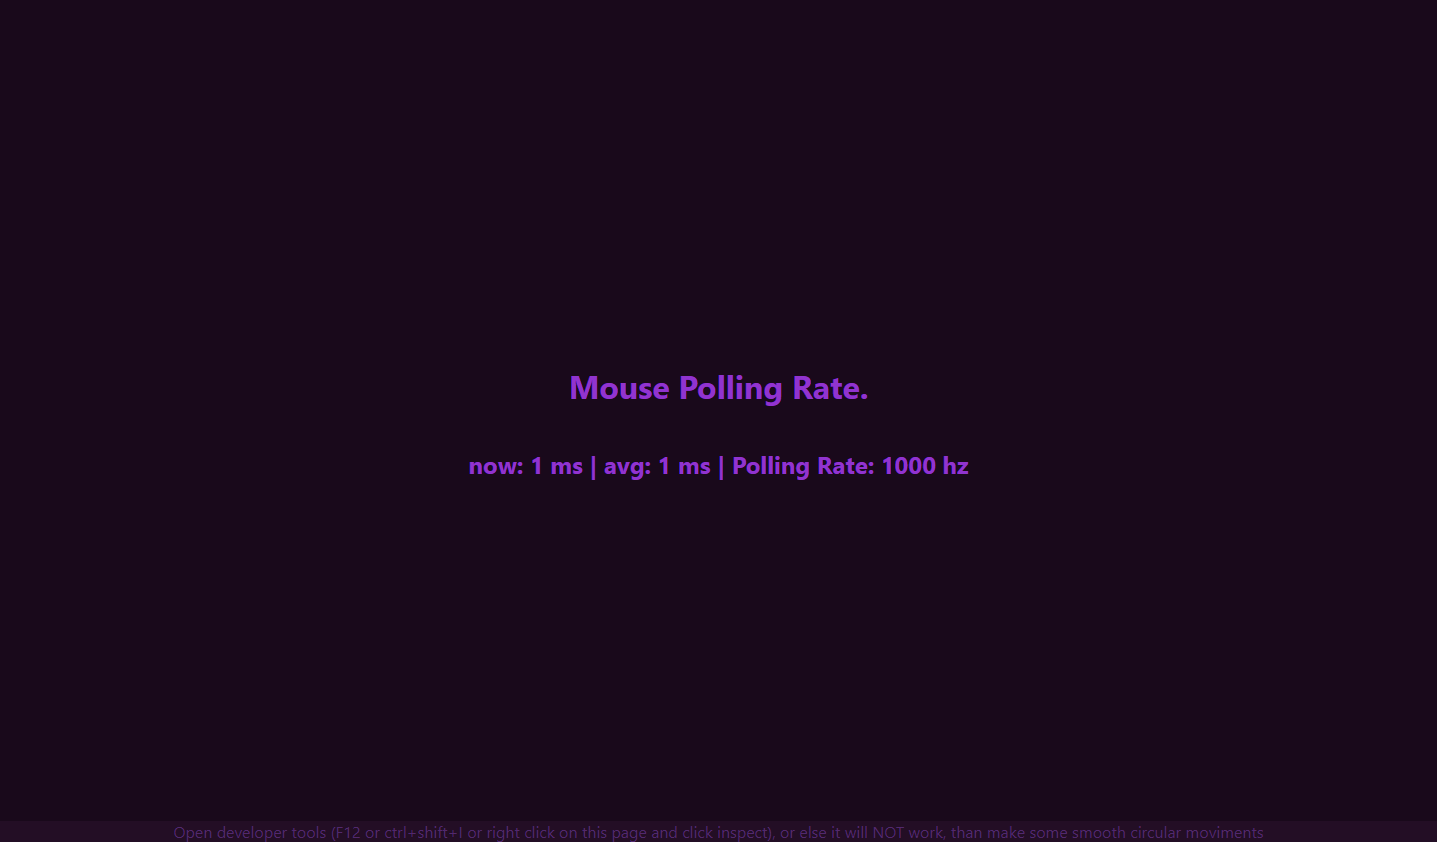 Mouse Polling Rate.
now: 1 ms | avg: 1 ms | Polling Rate: 1000 hz
Open developer tools (F12 or ctrl+shift+I or right click on this page and click inspect), or else it will NOT work, than make some smooth circular moviments